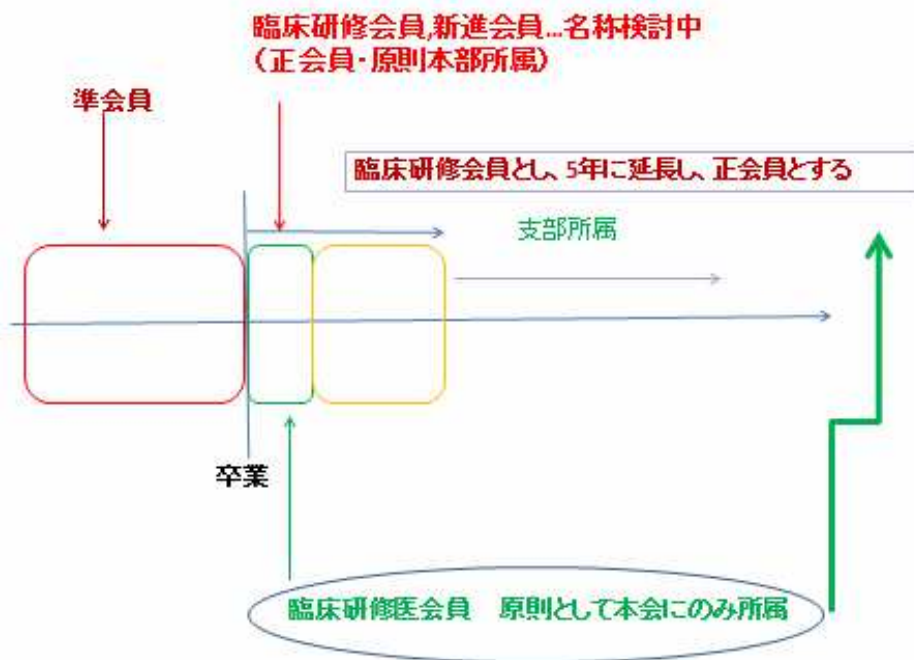 臨床研修会員,新進会員...名称検討中
(正会員・原則本部所属)
準会員
臨床研修会員とし、5年に延長し、正会員とする
支部所属
卒業
臨床研修医会員 原則として本会にのみ所属